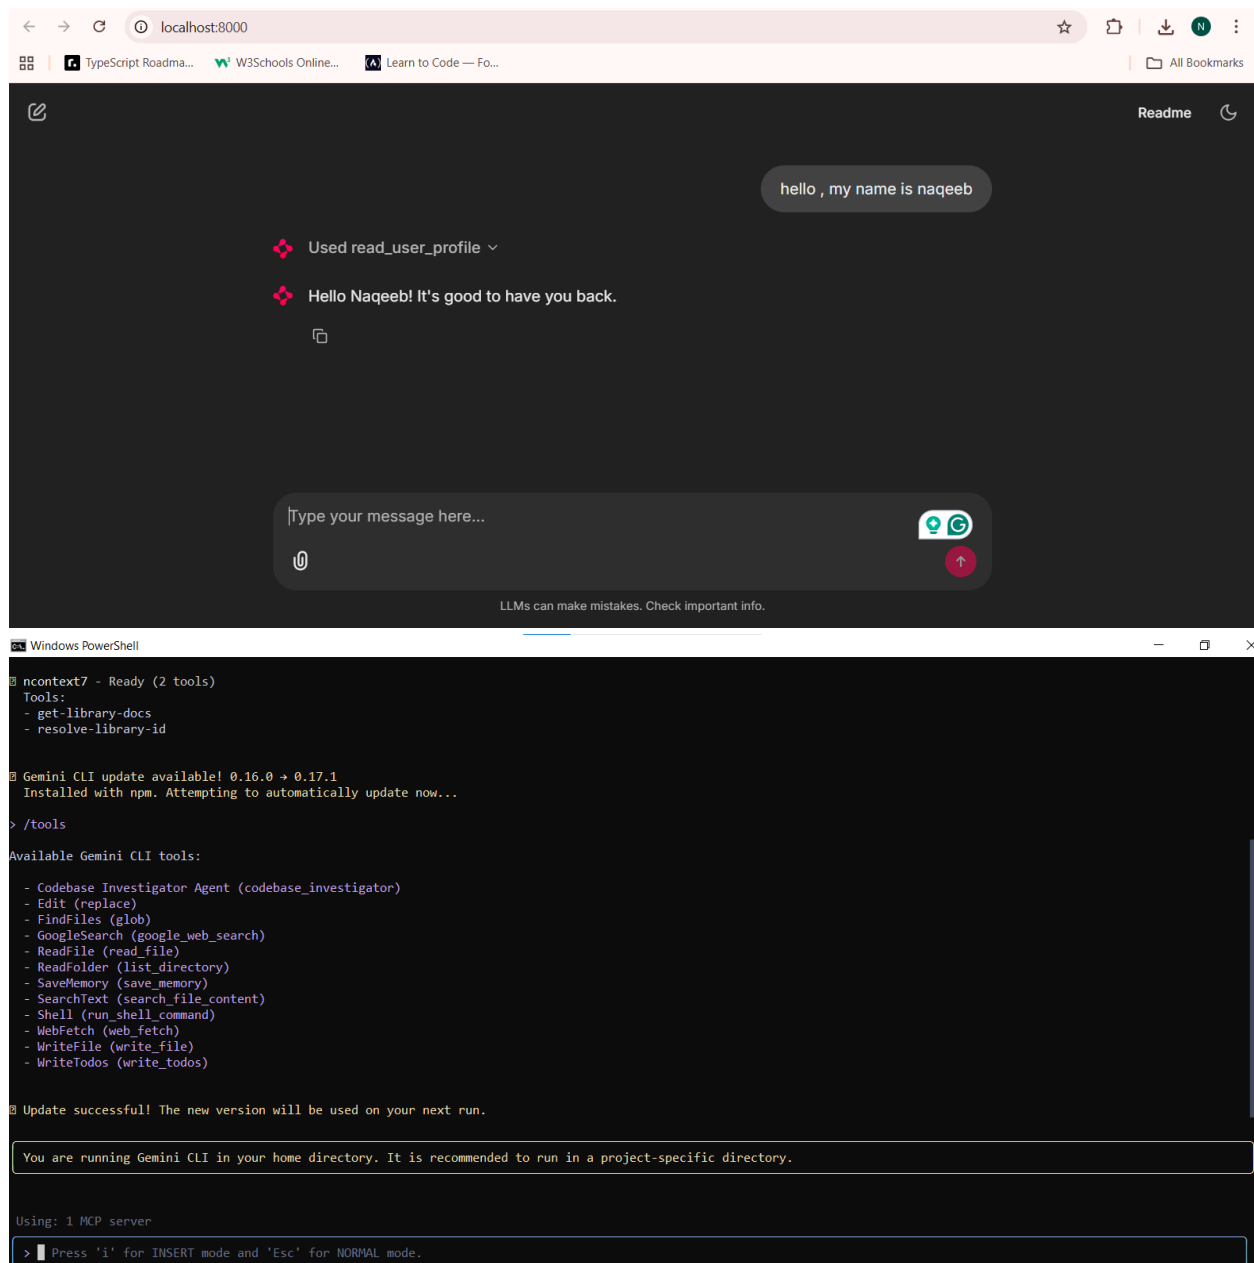 localhost:8000
N
TypeScript Roadma...
W3Schools Online...
Learn to Code — Fo...
All Bookmarks
Readme
hello , my name is naqeeb
Used read_user_profile
Hello Naqeeb! It's good to have you back.
Type your message here...
LLMs can make mistakes. Check important info.
Windows PowerShell
ncontext7 - Ready (2 tools)
Tools:
- get-library-docs
- resolve-library-id
Gemini CLI update available! 0.16.0 → 0.17.1
Installed with npm. Attempting to automatically update now...
> /tools
Available Gemini CLI tools:
- Codebase Investigator Agent (codebase_investigator)
- Edit (replace)
- FindFiles (glob)
- GoogleSearch (google_web_search)
- ReadFile (read_file)
- ReadFolder (list_directory)
- SaveMemory (save_memory)
- SearchText (search_file_content)
- Shell (run_shell_command)
- WebFetch (web_fetch)
- WriteFile (write_file)
- WriteTodos (write_todos)
Update successful! The new version will be used on your next run.
You are running Gemini CLI in your home directory. It is recommended to run in a project-specific directory.
Using: 1 MCP server
> Press 'i' for INSERT mode and 'Esc' for NORMAL mode.